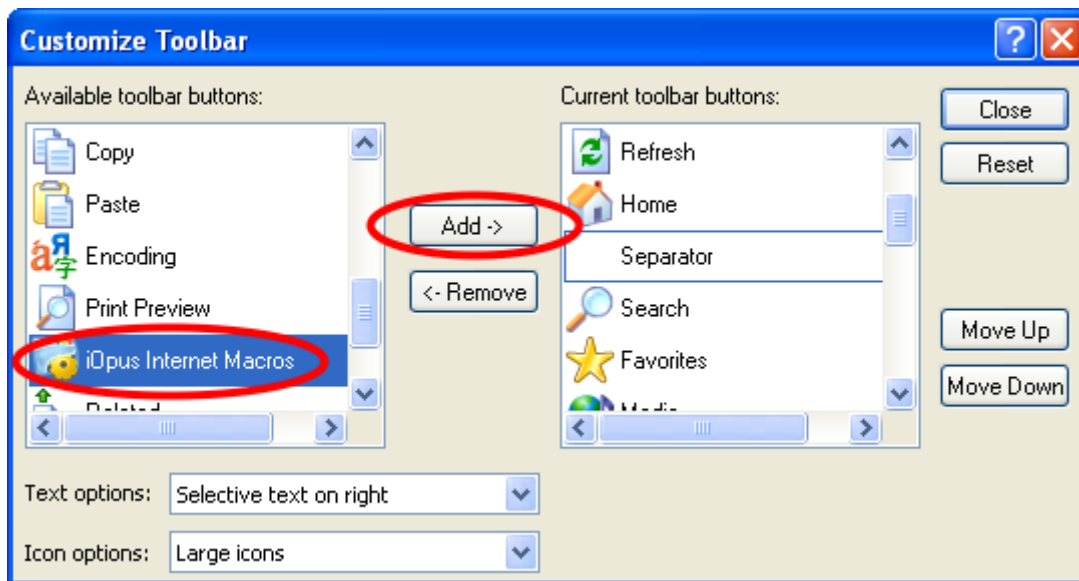 Customize Toolbar
Available toolbar buttons:
Copy
Paste
Encoding
Print Preview
iOpus Internet Macros
Related
Add ->
<- Remove
Current toolbar buttons:
Refresh
Home
Separator
Search
Favorites
Media
Close
Reset
Move Up
Move Down
Text options: Selective text on right
Icon options: Large icons